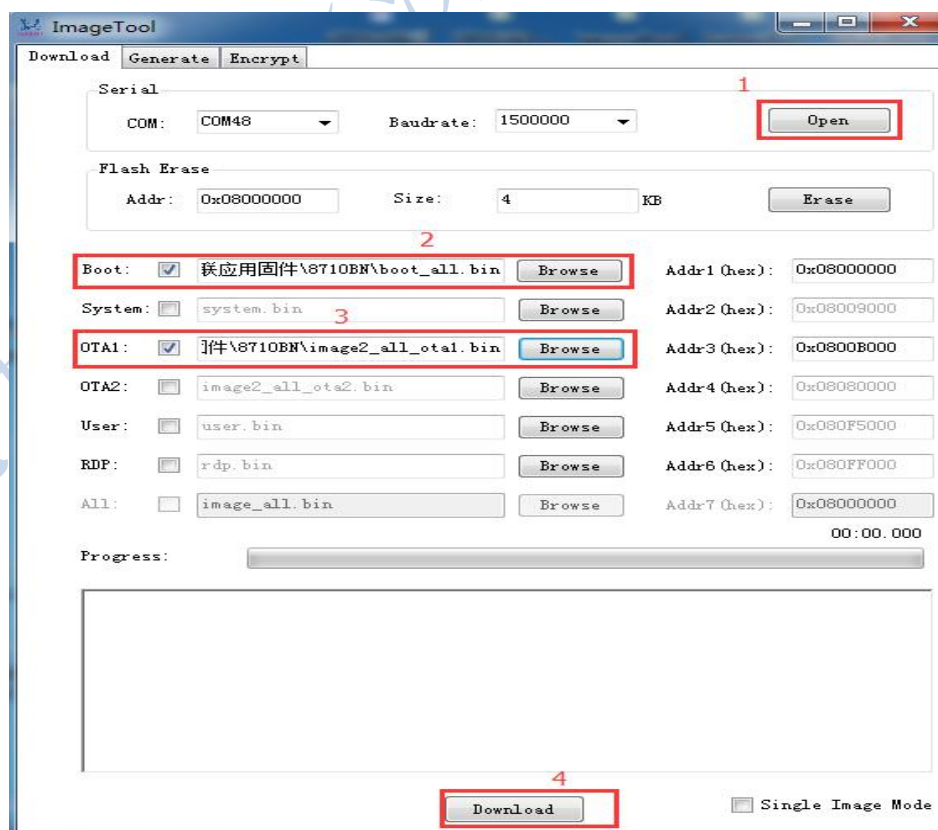 ImageTool
Download Generate Encrypt
Serial
1
COM: COM48 Baudrate: 1500000 Open
Flash Erase
Addr: 0x08000000 Size: 4 KB Erase
2
Boot: 联应用固件\8710BN\boot_all.bin Browse Addr1(hex): 0x08000000
System: system.bin Browse Addr2(hex): 0x08009000
3
OTA1: 件\8710BN\image2_all_ota1.bin Browse Addr3(hex): 0x0800B000
OTA2: image2_all_ota2.bin Browse Addr4(hex): 0x08080000
User: user.bin Browse Addr5(hex): 0x080F5000
RDP: rdp.bin Browse Addr6(hex): 0x080FF000
All: image_all.bin Browse Addr7(hex): 0x08000000
00:00.000
Progress:
4
Download Single Image Mode